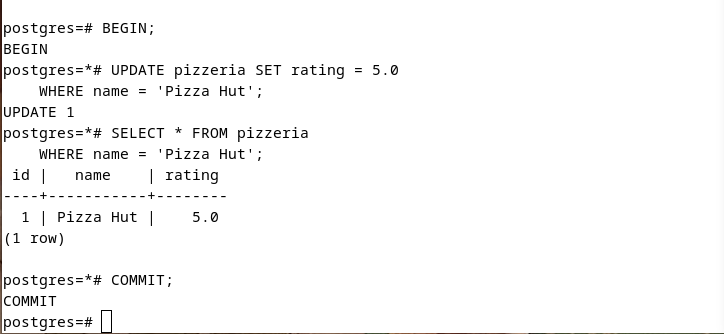 postgres=# BEGIN;
BEGIN
postgres=*# UPDATE pizzeria SET rating = 5.0
    WHERE name = 'Pizza Hut';
UPDATE 1
postgres=*# SELECT * FROM pizzeria
    WHERE name = 'Pizza Hut';
 id |   name    | rating
----+-----------+--------
  1 | Pizza Hut |    5.0
(1 row)

postgres=*# COMMIT;
COMMIT
postgres=#